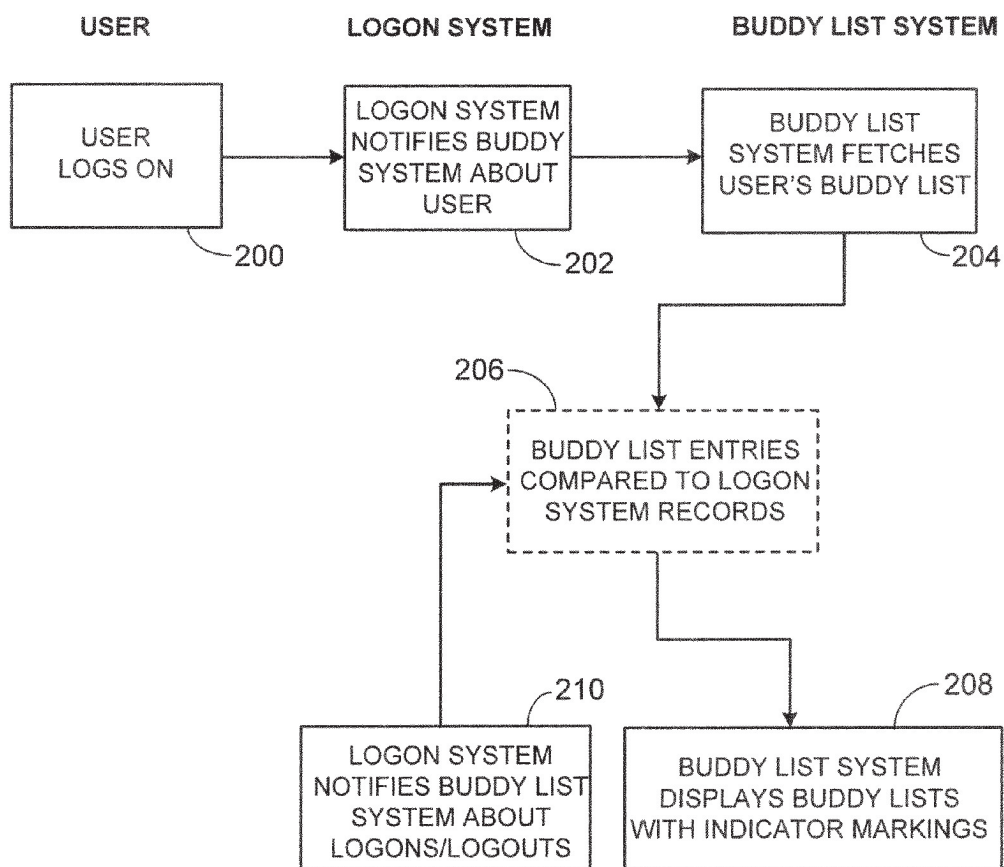 USER
LOGON SYSTEM
BUDDY LIST SYSTEM
USER
LOGS ON
200
LOGON SYSTEM
NOTIFIES BUDDY
SYSTEM ABOUT
USER
202
BUDDY LIST
SYSTEM FETCHES
USER'S BUDDY LIST
204
206
BUDDY LIST ENTRIES
COMPARED TO LOGON
SYSTEM RECORDS
210
LOGON SYSTEM
NOTIFIES BUDDY LIST
SYSTEM ABOUT
LOGONS/LOGOUTS
208
BUDDY LIST SYSTEM
DISPLAYS BUDDY LISTS
WITH INDICATOR MARKINGS